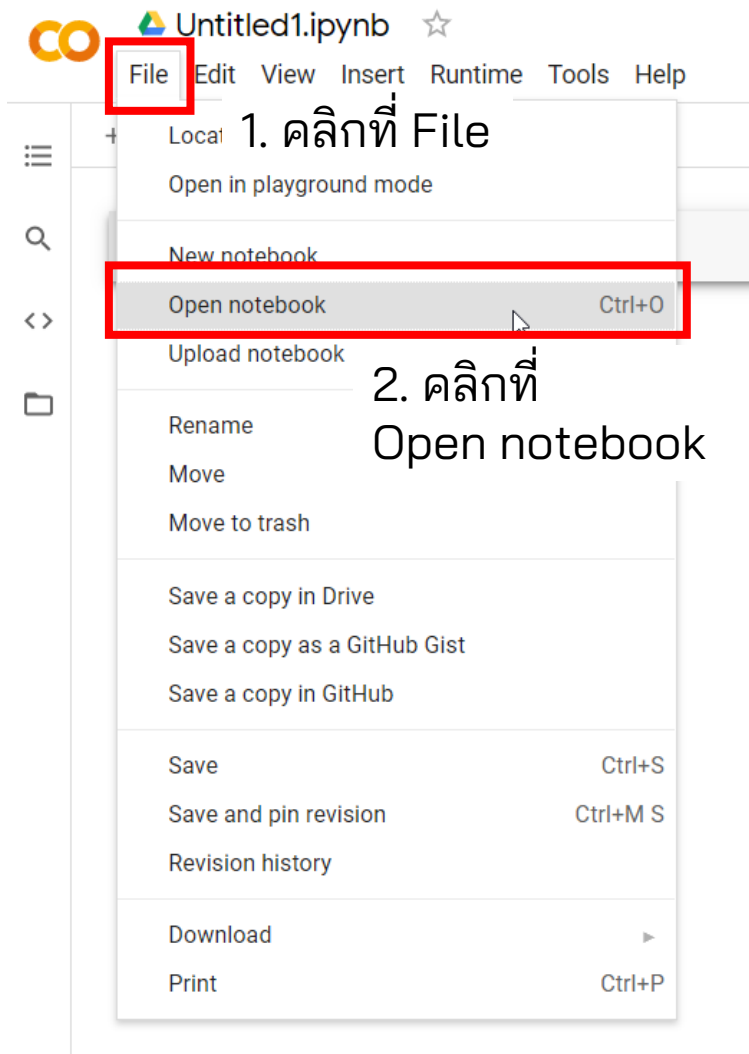 CO
Untitled1.ipynb
File Edit View Insert Runtime Tools Help
1. คลิกที่ File
Open in playground mode
New notebook
Open notebook Ctrl+O
Upload notebook
2. คลิกที่
Open notebook
Rename
Move
Move to trash
Save a copy in Drive
Save a copy as a GitHub Gist
Save a copy in GitHub
Save Ctrl+S
Save and pin revision Ctrl+M S
Revision history
Download
Print Ctrl+P